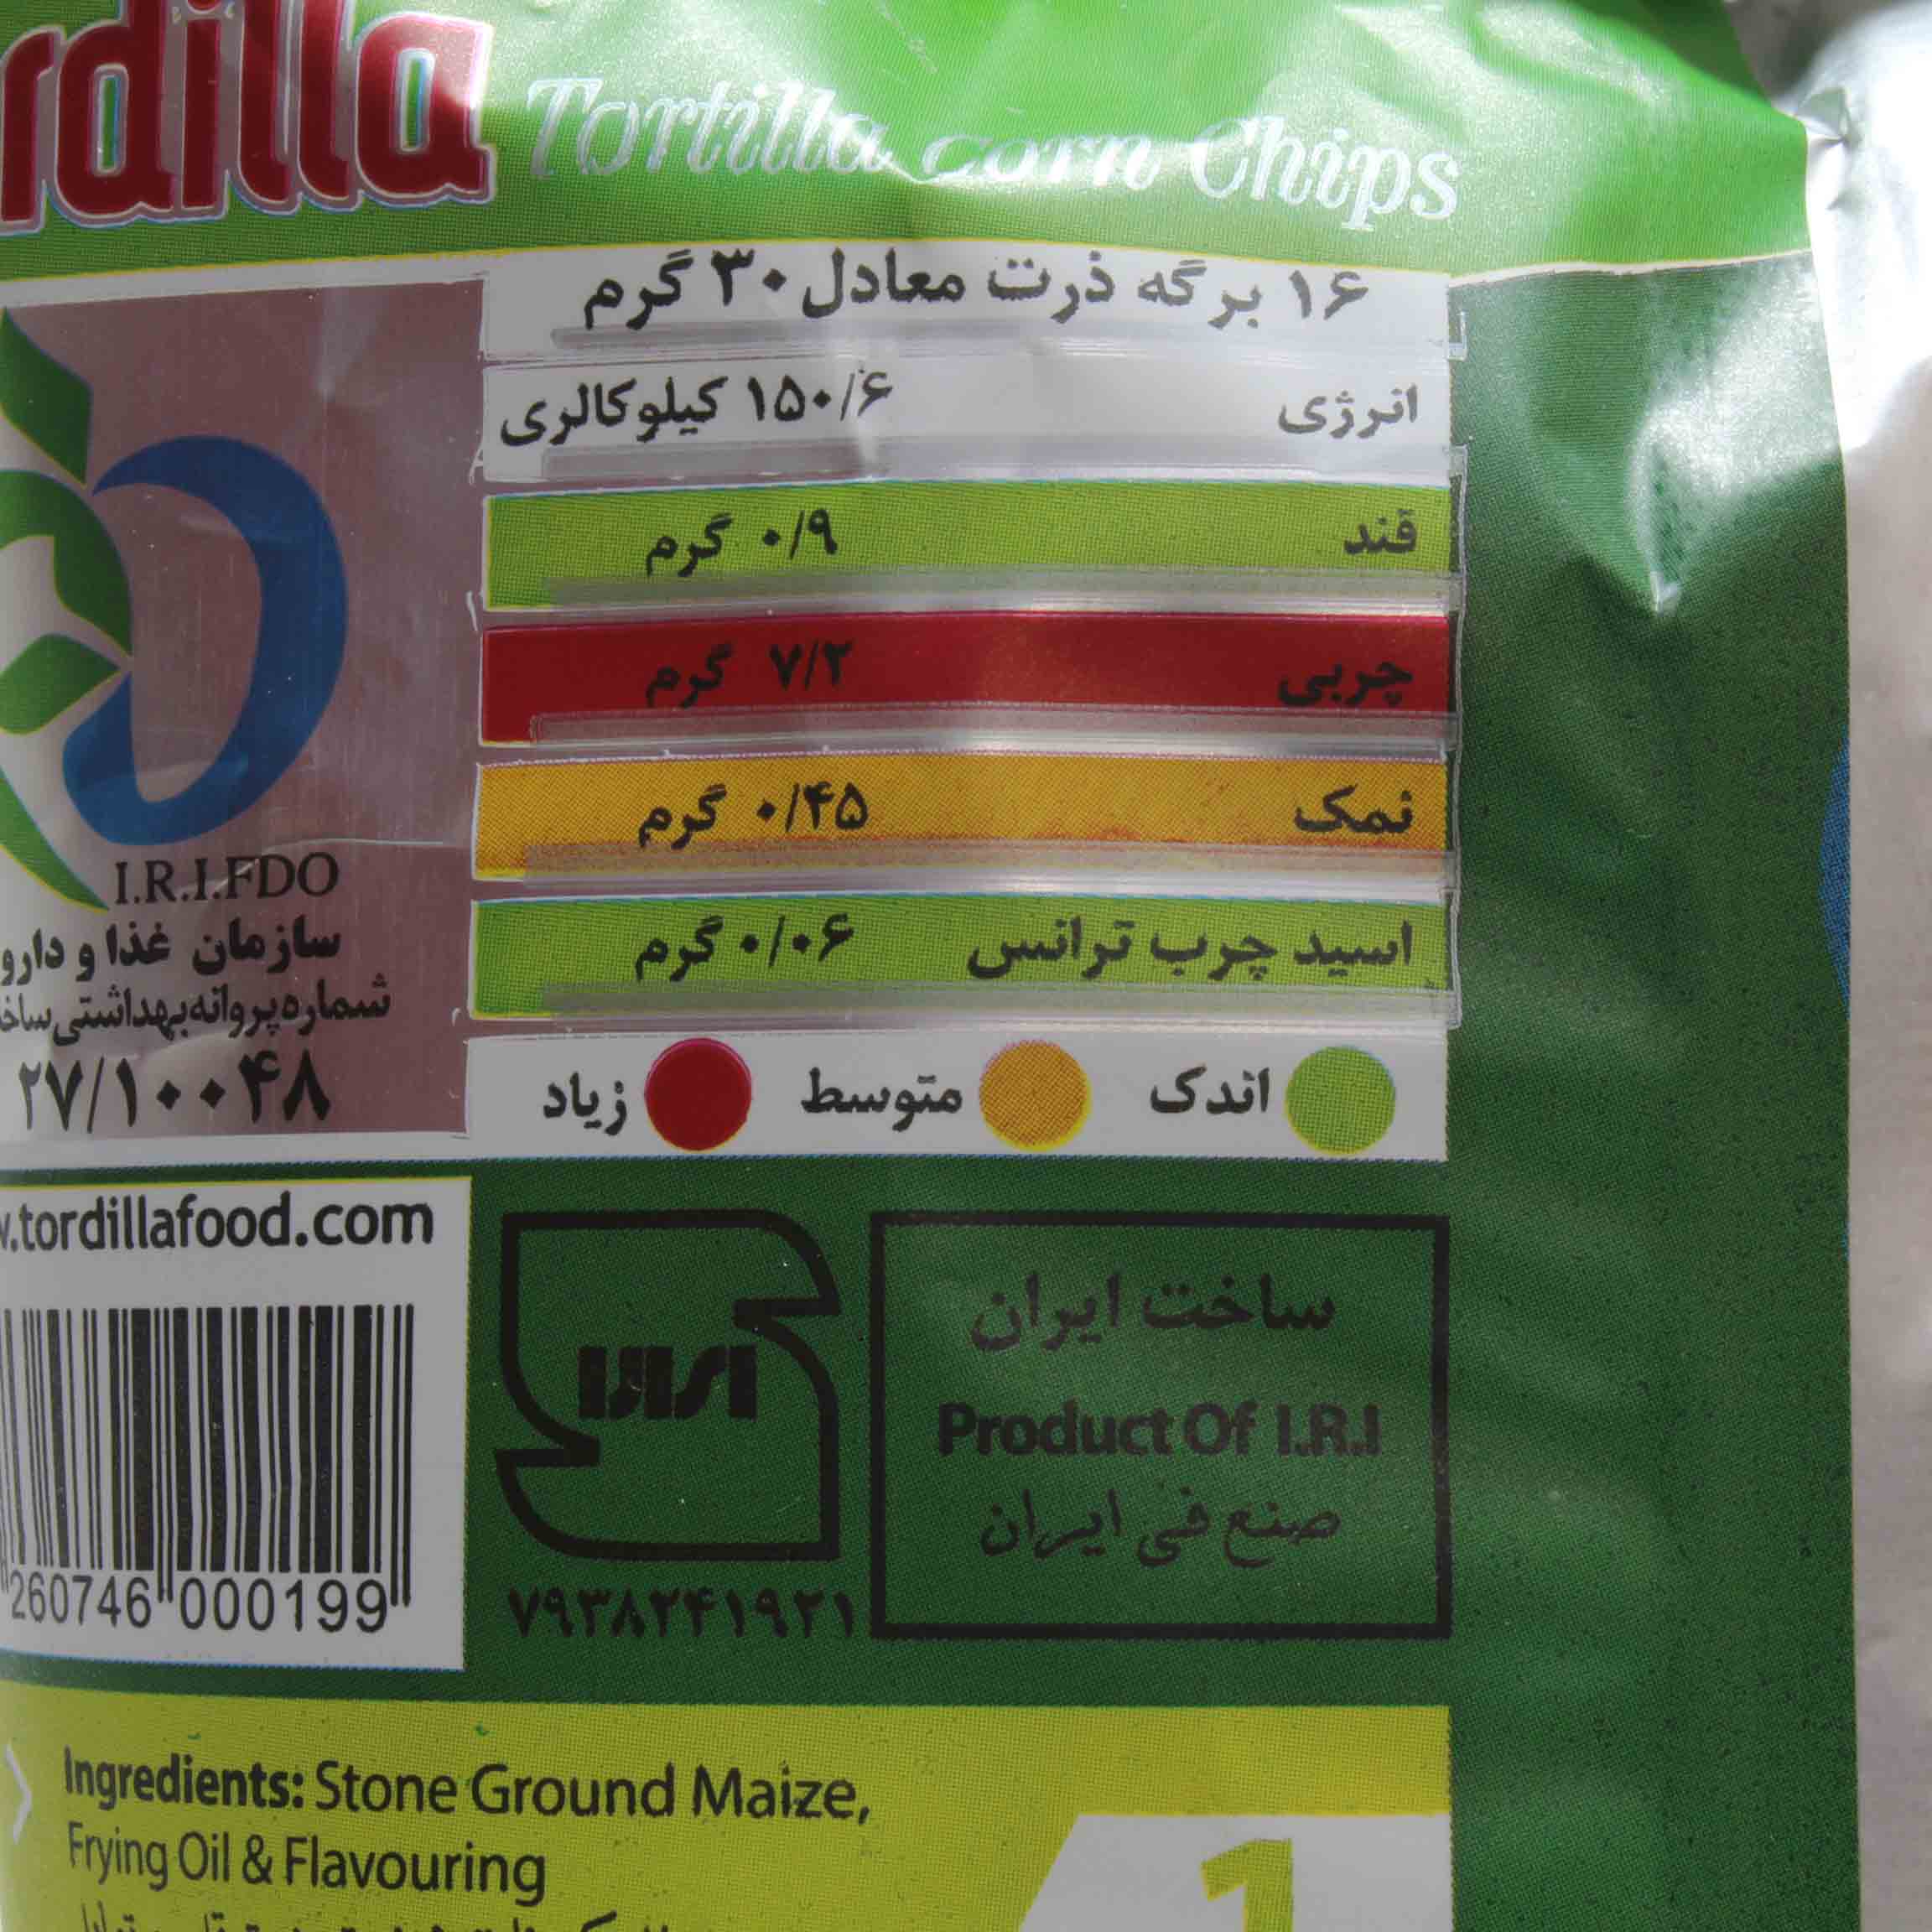 rdilla
Tortilla corn Chips
۱۶ برگه ذرت معادل ۳۰ گرم
انرژی ۱۵۰/۶ کیلوکالری
قند ۰/۹ گرم
چربی ۷/۲ گرم
نمک ۰/۴۵ گرم
اسید چرب ترانس ۰/۰۶ گرم
اندک متوسط زیاد
I.R.I.FDO
سازمان غذا و دارو
شماره پروانه بهداشتی ساخ
۲۷/۱۰۰۴۸
.tordillafood.com
260746 000199
۷۹۳۸۲۴۱۹۲۱
ساخت ایران
Product Of I.R.I
صنع في ايران
Ingredients: Stone Ground Maize,
Frying Oil & Flavouring
1